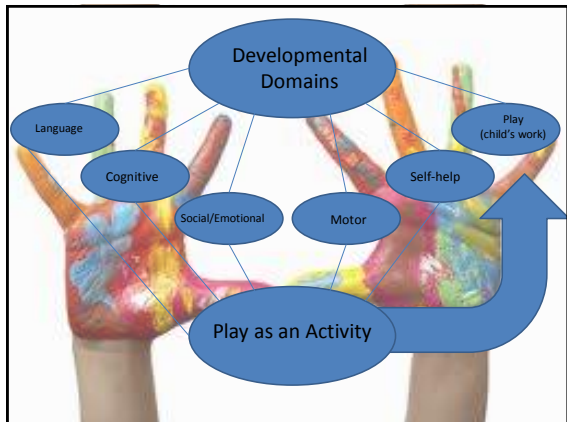 Developmental
Domains
Language
Play
(child's work)
Cognitive
Self-help
Social/Emotional
Motor
Play as an Activity